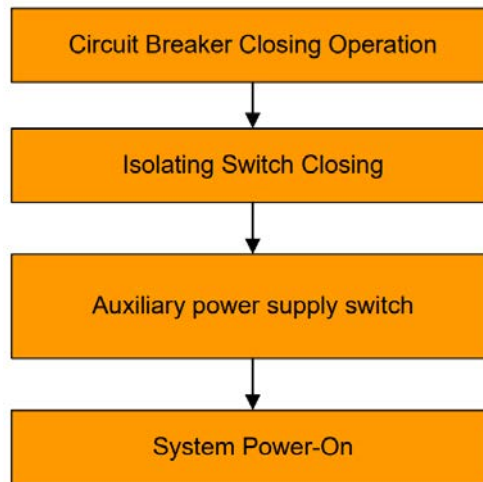 Circuit Breaker Closing Operation
Isolating Switch Closing
Auxiliary power supply switch
System Power-On